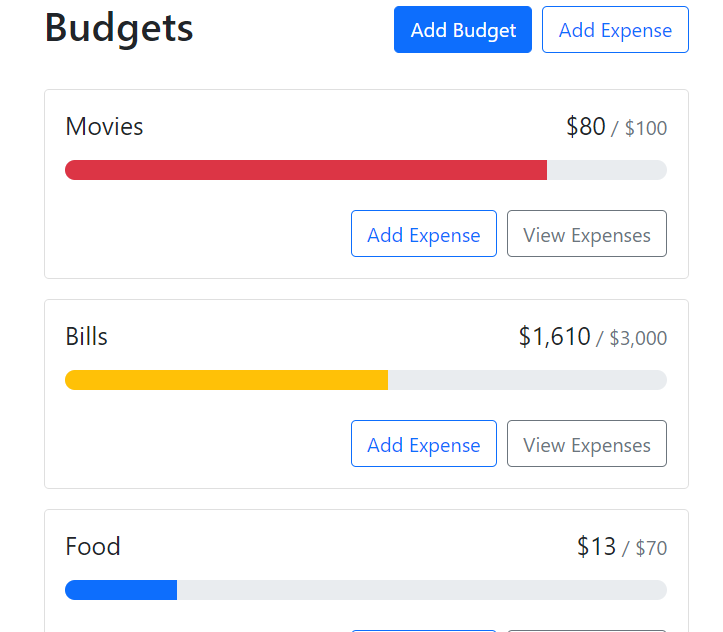 Budgets Add Budget Add Expense
Movies $80 / $100
Add Expense View Expenses
Bills $1,610 / $3,000
Add Expense View Expenses
Food $13 / $70